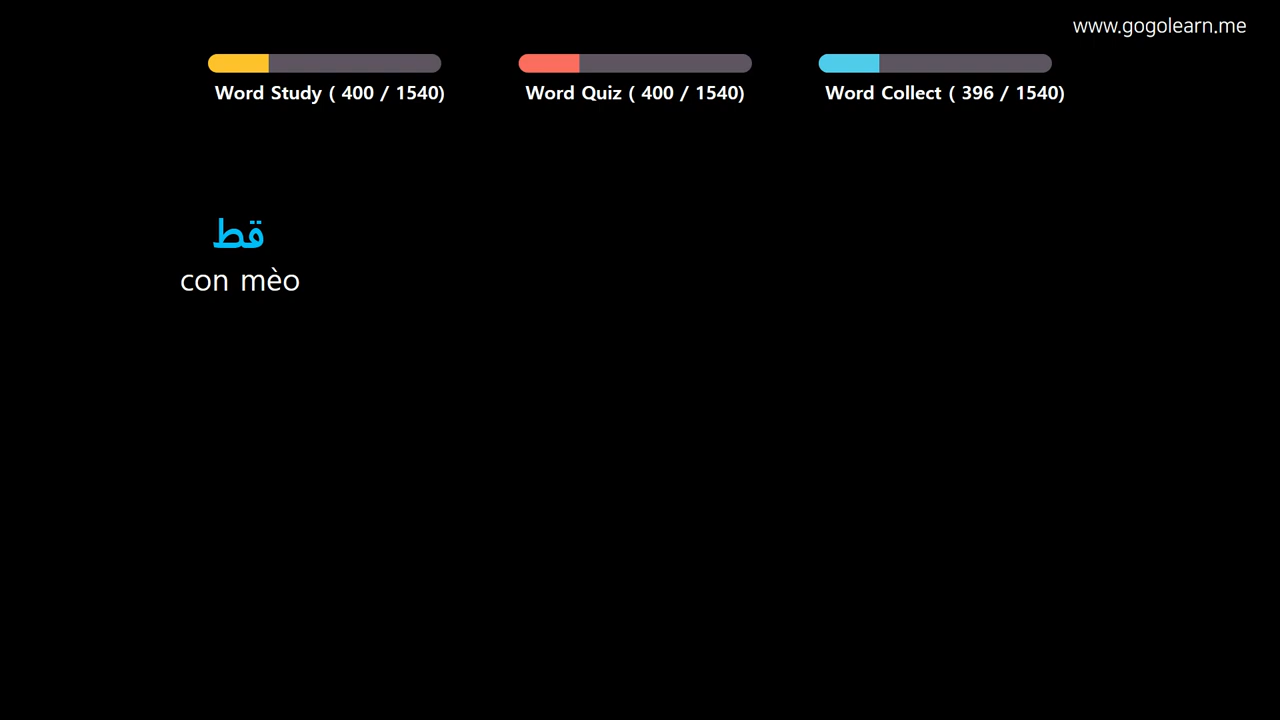 www.gogolearn.me
Word Study ( 400 / 1540)
Word Quiz ( 400 / 1540)
Word Collect ( 396 / 1540)
قط
con mèo